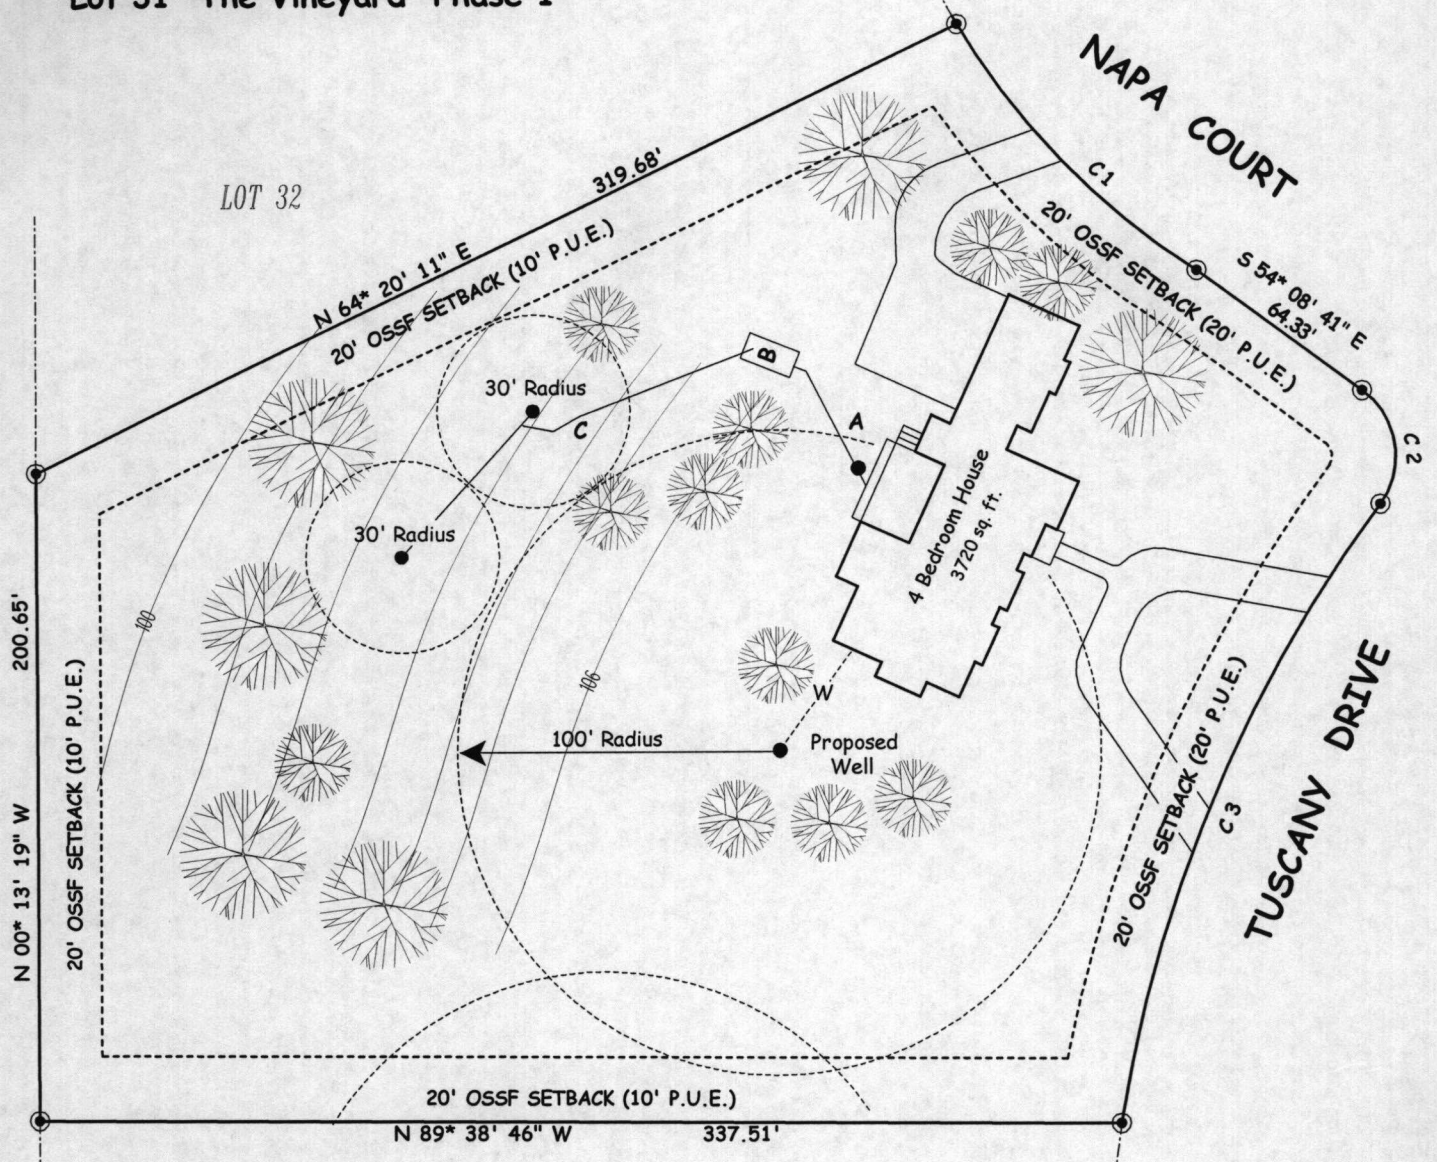 Lot 31 The Vineyard Phase 1
NAPA COURT
LOT 32
319.68'
N 64* 20' 11" E
20' OSSF SETBACK (10' P.U.E.)
C1
20' OSSF SETBACK (20' P.U.E.)
S 54* 08' 41" E
64.33'
C2
30' Radius
B
C
A
30' Radius
4 Bedroom House
3720 sq. ft.
100
106
200.65'
N 00* 13' 19" W
20' OSSF SETBACK (10' P.U.E.)
W
100' Radius
Proposed
Well
20' OSSF SETBACK (20' P.U.E.)
C3
TUSCANY DRIVE
20' OSSF SETBACK (10' P.U.E.)
N 89* 38' 46" W 337.51'